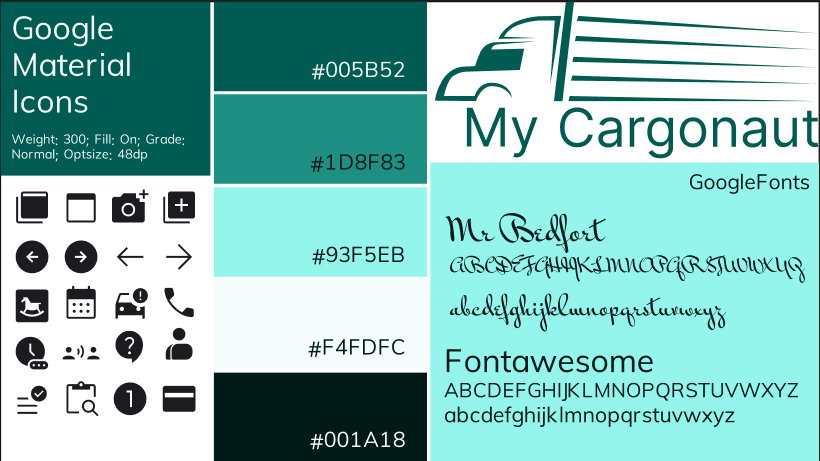 Google
Material
Icons
Weight: 300; Fill: On; Grade:
Normal; Optsize: 48dp
1
#005B52
#1D8F83
#93F5EB
#F4FDFC
#001A18
My Cargonaut
GoogleFonts
Mr Bedfort
ABCDEFGHIJKLMNOPQRSTUVWXYZ
abcdefghijklmnopqrstuvwxyz
Fontawesome
ABCDEFGHIJKLMNOPQRSTUVWXYZ
abcdefghijklmnopqrstuvwxyz